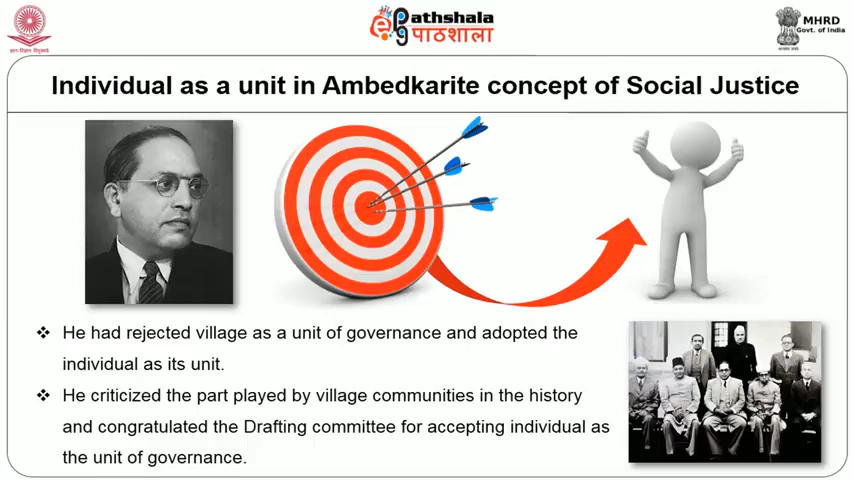 ePathshala
पाठशाला
MHRD
Govt. of India
Individual as a unit in Ambedkarite concept of Social Justice
He had rejected village as a unit of governance and adopted the
individual as its unit.
He criticized the part played by village communities in the history
and congratulated the Drafting committee for accepting individual as
the unit of governance.